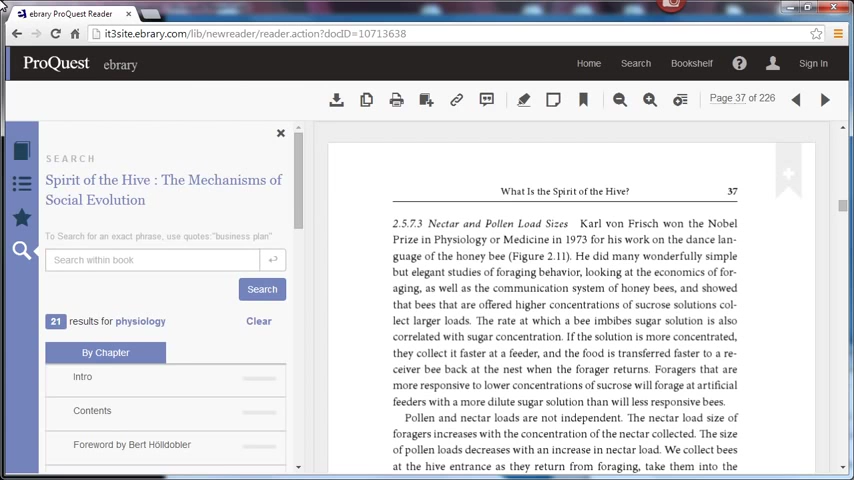 ebrary ProQuest Reader
it3site.ebrary.com/lib/newreader/reader.action?docID=10713638
ProQuest ebrary
Home Search Bookshelf ? Sign In
Page 37 of 226
SEARCH
Spirit of the Hive : The Mechanisms of
Social Evolution
To Search for an exact phrase, use quotes:"business plan"
Search within book
Search
21 results for physiology Clear
By Chapter
Intro
Contents
Foreword by Bert Hölldobler
What Is the Spirit of the Hive? 37
2.5.7.3 Nectar and Pollen Load Sizes Karl von Frisch won the Nobel
Prize in Physiology or Medicine in 1973 for his work on the dance lan-
guage of the honey bee (Figure 2.11). He did many wonderfully simple
but elegant studies of foraging behavior, looking at the economics of for-
aging, as well as the communication system of honey bees, and showed
that bees that are offered higher concentrations of sucrose solutions col-
lect larger loads. The rate at which a bee imbibes sugar solution is also
correlated with sugar concentration. If the solution is more concentrated,
they collect it faster at a feeder, and the food is transferred faster to a re-
ceiver bee back at the nest when the forager returns. Foragers that are
more responsive to lower concentrations of sucrose will forage at artificial
feeders with a more dilute sugar solution than will less responsive bees.
Pollen and nectar loads are not independent. The nectar load size of
foragers increases with the concentration of the nectar collected. The size
of pollen loads decreases with an increase in nectar load. We collect bees
at the hive entrance as they return from foraging, take them into the